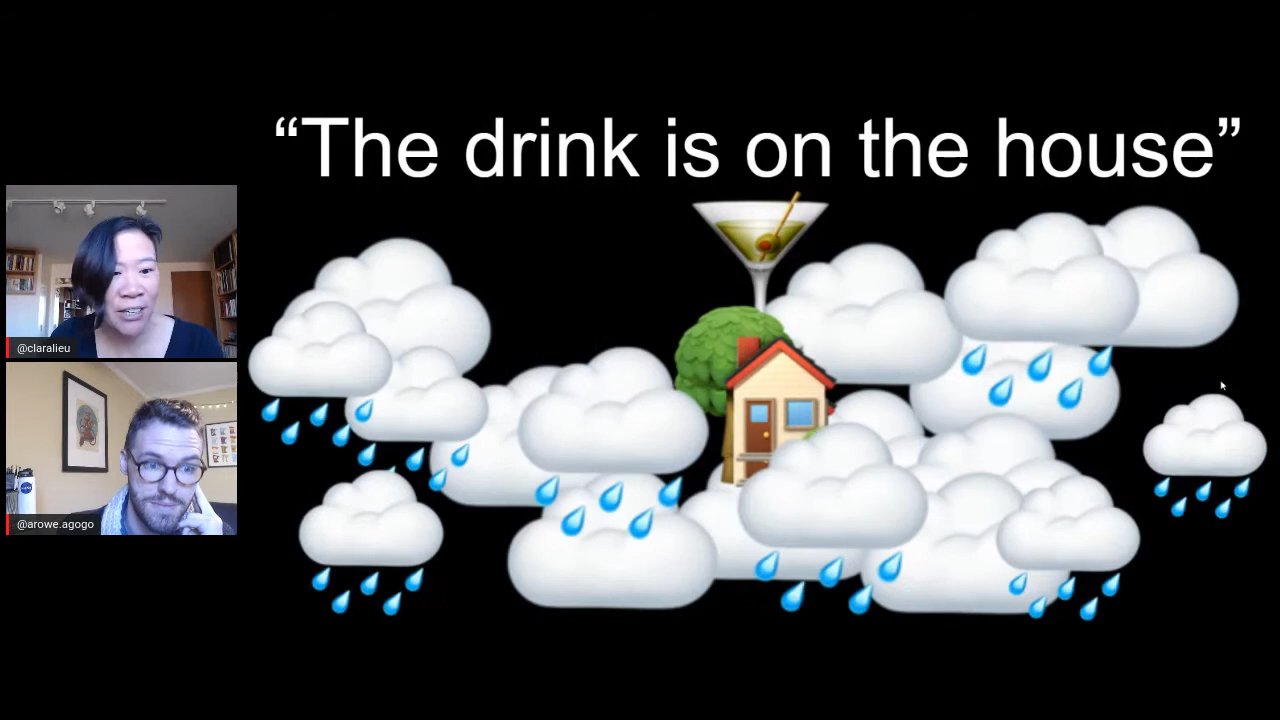 “The drink is on the house”
@claralieu
@arowe.agogo